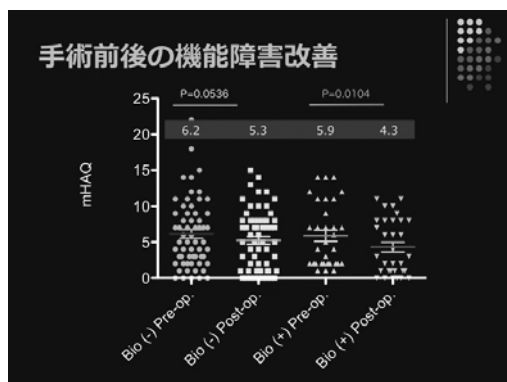 手術前後の機能障害改善
P=0.0536 P=0.0104
25
20
15
10
5
0
6.2 5.3 5.9 4.3
mHAQ
Bio (-) Pre-op.
Bio (-) Post-op.
Bio (+) Pre-op.
Bio (+) Post-op.